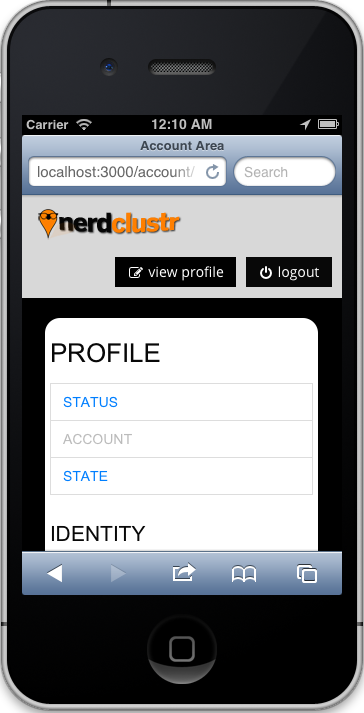 Carrier 12:10 AM
Account Area
localhost:3000/account/ Search
nerdclustr
view profile logout
PROFILE
STATUS
ACCOUNT
STATE
IDENTITY